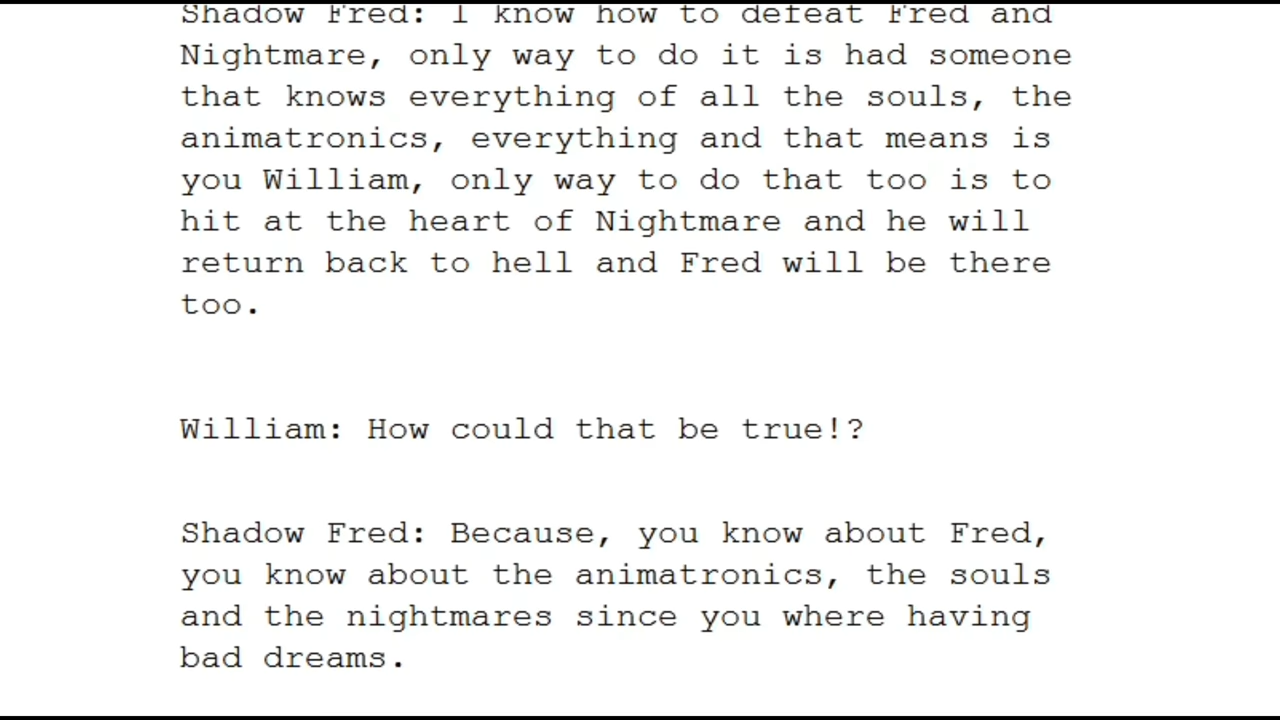 Shadow Fred: I know how to defeat Fred and
Nightmare, only way to do it is had someone
that knows everything of all the souls, the
animatronics, everything and that means is
you William, only way to do that too is to
hit at the heart of Nightmare and he will
return back to hell and Fred will be there
too.
William: How could that be true!?
Shadow Fred: Because, you know about Fred,
you know about the animatronics, the souls
and the nightmares since you where having
bad dreams.